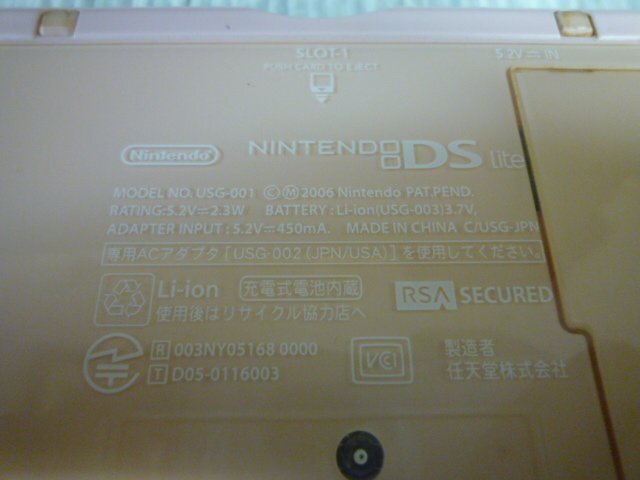 SLOT-1
PUSH CARD TO EJECT
5.2V⎓IN
Nintendo
NINTENDO DS lite
MODEL NO. USG-001 ⒸⓂ 2006 Nintendo PAT.PEND.
RATING:5.2V⎓2.3W BATTERY : Li-ion(USG-003)3.7V,
ADAPTER INPUT : 5.2V⎓450mA. MADE IN CHINA C/USG-JPN
専用ACアダプタ[USG-002(JPN/USA)]を使用してください。
Li-ion 充電式電池内蔵
使用後はリサイクル協力店へ
RSA SECURED
R 003NY05168 0000
T D05-0116003
VCI
製造者
任天堂株式会社